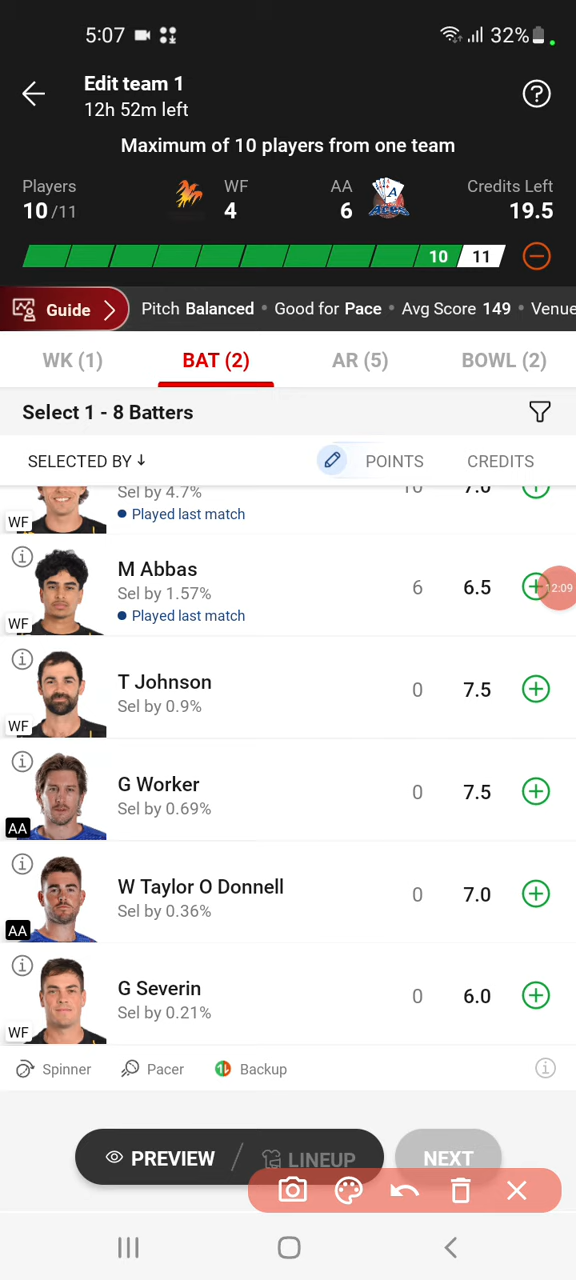 5:07
32%
Edit team 1
12h 52m left
Maximum of 10 players from one team
Players
10/11
WF
4
AA
6
A
ACES
Credits Left
19.5
10
11
Guide
Pitch Balanced • Good for Pace • Avg Score 149 • Venue
WK (1)
BAT (2)
AR (5)
BOWL (2)
Select 1 - 8 Batters
SELECTED BY ↓
POINTS
CREDITS
WF
Sel by 4.7%
Played last match
10
7.0
WF
M Abbas
Sel by 1.57%
Played last match
6
6.5
12:09
WF
T Johnson
Sel by 0.9%
0
7.5
AA
G Worker
Sel by 0.69%
0
7.5
AA
W Taylor O Donnell
Sel by 0.36%
0
7.0
WF
G Severin
Sel by 0.21%
0
6.0
Spinner
Pacer
Backup
PREVIEW
LINEUP
NEXT